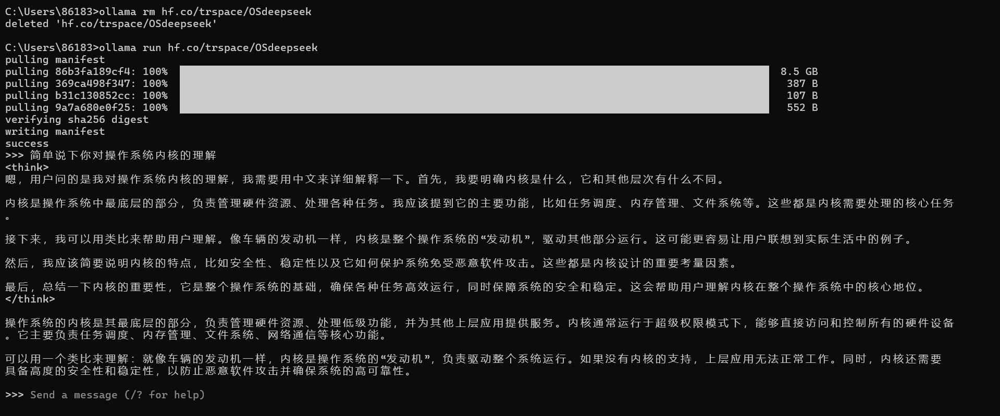 C:\Users\86183>ollama rm hf.co/trspace/OSdeepseek
deleted 'hf.co/trspace/OSdeepseek'
C:\Users\86183>ollama run hf.co/trspace/OSdeepseek
pulling manifest
pulling 86b3fa189cf4: 100% 8.5 GB
pulling 369ca498f347: 100% 387 B
pulling b31c130852cc: 100% 107 B
pulling 9a7a680e0f25: 100% 552 B
verifying sha256 digest
writing manifest
success
>>> 简单说下你对操作系统内核的理解
<think>
嗯，用户问的是我对操作系统内核的理解，我需要用中文来详细解释一下。首先，我要明确内核是什么，它和其他层次有什么不同。
内核是操作系统中最底层的部分，负责管理硬件资源、处理各种任务。我应该提到它的主要功能，比如任务调度、内存管理、文件系统等。这些都是内核需要处理的核心任务
。
接下来，我可以用类比来帮助用户理解。像车辆的发动机一样，内核是整个操作系统的“发动机”，驱动其他部分运行。这可能更容易让用户联想到实际生活中的例子。
然后，我应该简要说明内核的特点，比如安全性、稳定性以及它如何保护系统免受恶意软件攻击。这些都是内核设计的重要考量因素。
最后，总结一下内核的重要性，它是整个操作系统的基础，确保各种任务高效运行，同时保障系统的安全和稳定。这会帮助用户理解内核在整个操作系统中的核心地位。
</think>
操作系统的内核是其最底层的部分，负责管理硬件资源、处理低级功能，并为其他上层应用提供服务。内核通常运行于超级权限模式下，能够直接访问和控制所有的硬件设备
。它主要负责任务调度、内存管理、文件系统、网络通信等核心功能。
可以用一个类比来理解：就像车辆的发动机一样，内核是操作系统的“发动机”，负责驱动整个系统运行。如果没有内核的支持，上层应用无法正常工作。同时，内核还需要
具备高度的安全性和稳定性，以防止恶意软件攻击并确保系统的高可靠性。
>>> Send a message (/? for help)